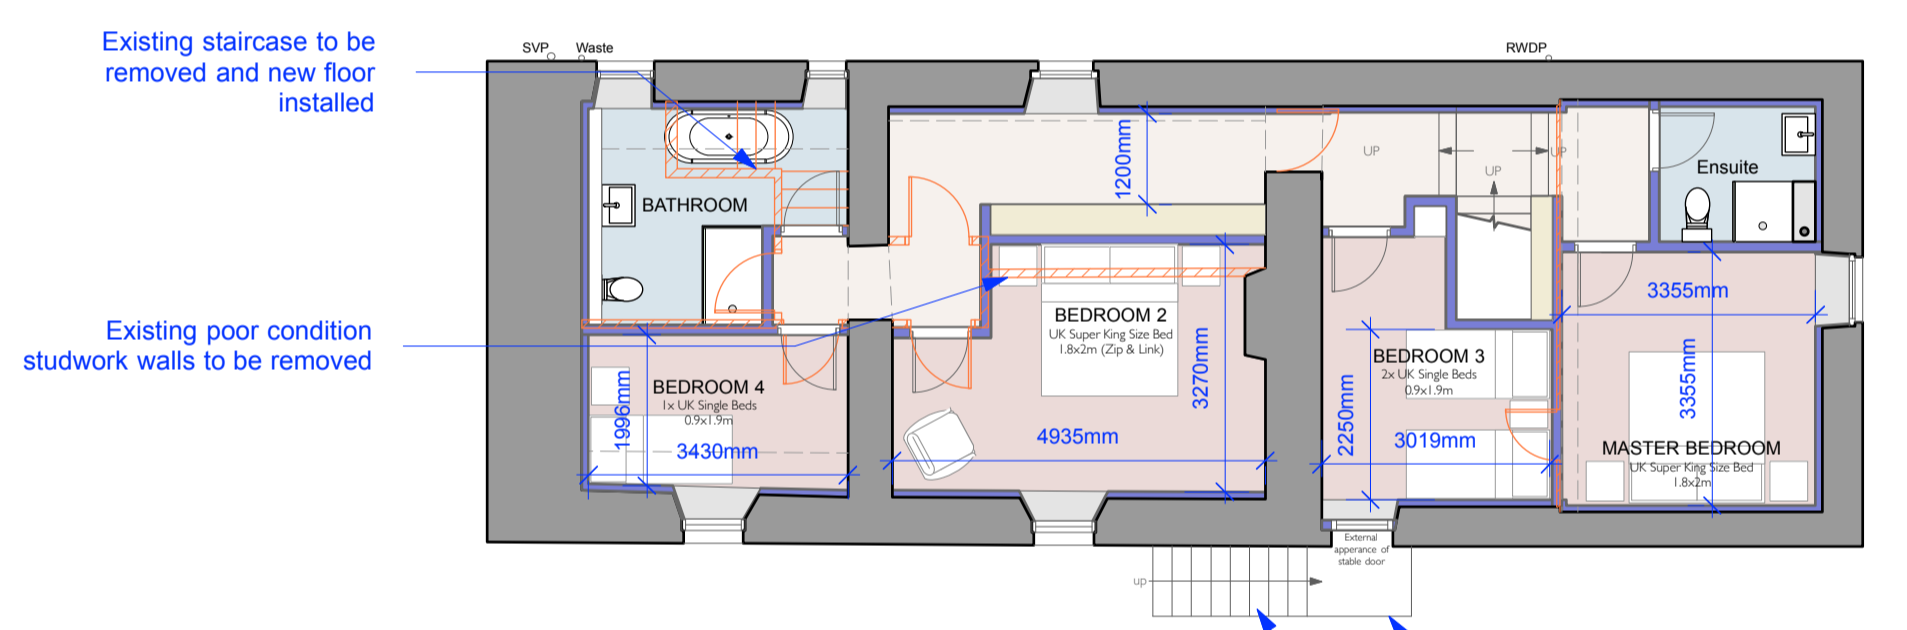 Existing staircase to be
removed and new floor
installed
SVP
Waste
RWDP
1200mm
UP
UP
UP
Ensuite
BATHROOM
Existing poor condition
studwork walls to be removed
BEDROOM 2
UK Super King Size Bed
1.8x2m (Zip & Link)
3270mm
4935mm
BEDROOM 4
1x UK Single Beds
0.9x1.9m
1996mm
3430mm
BEDROOM 3
2x UK Single Beds
0.9x1.9m
2250mm
3019mm
3355mm
3355mm
MASTER BEDROOM
UK Super King Size Bed
1.8x2m
External
apperance of
stable door
up